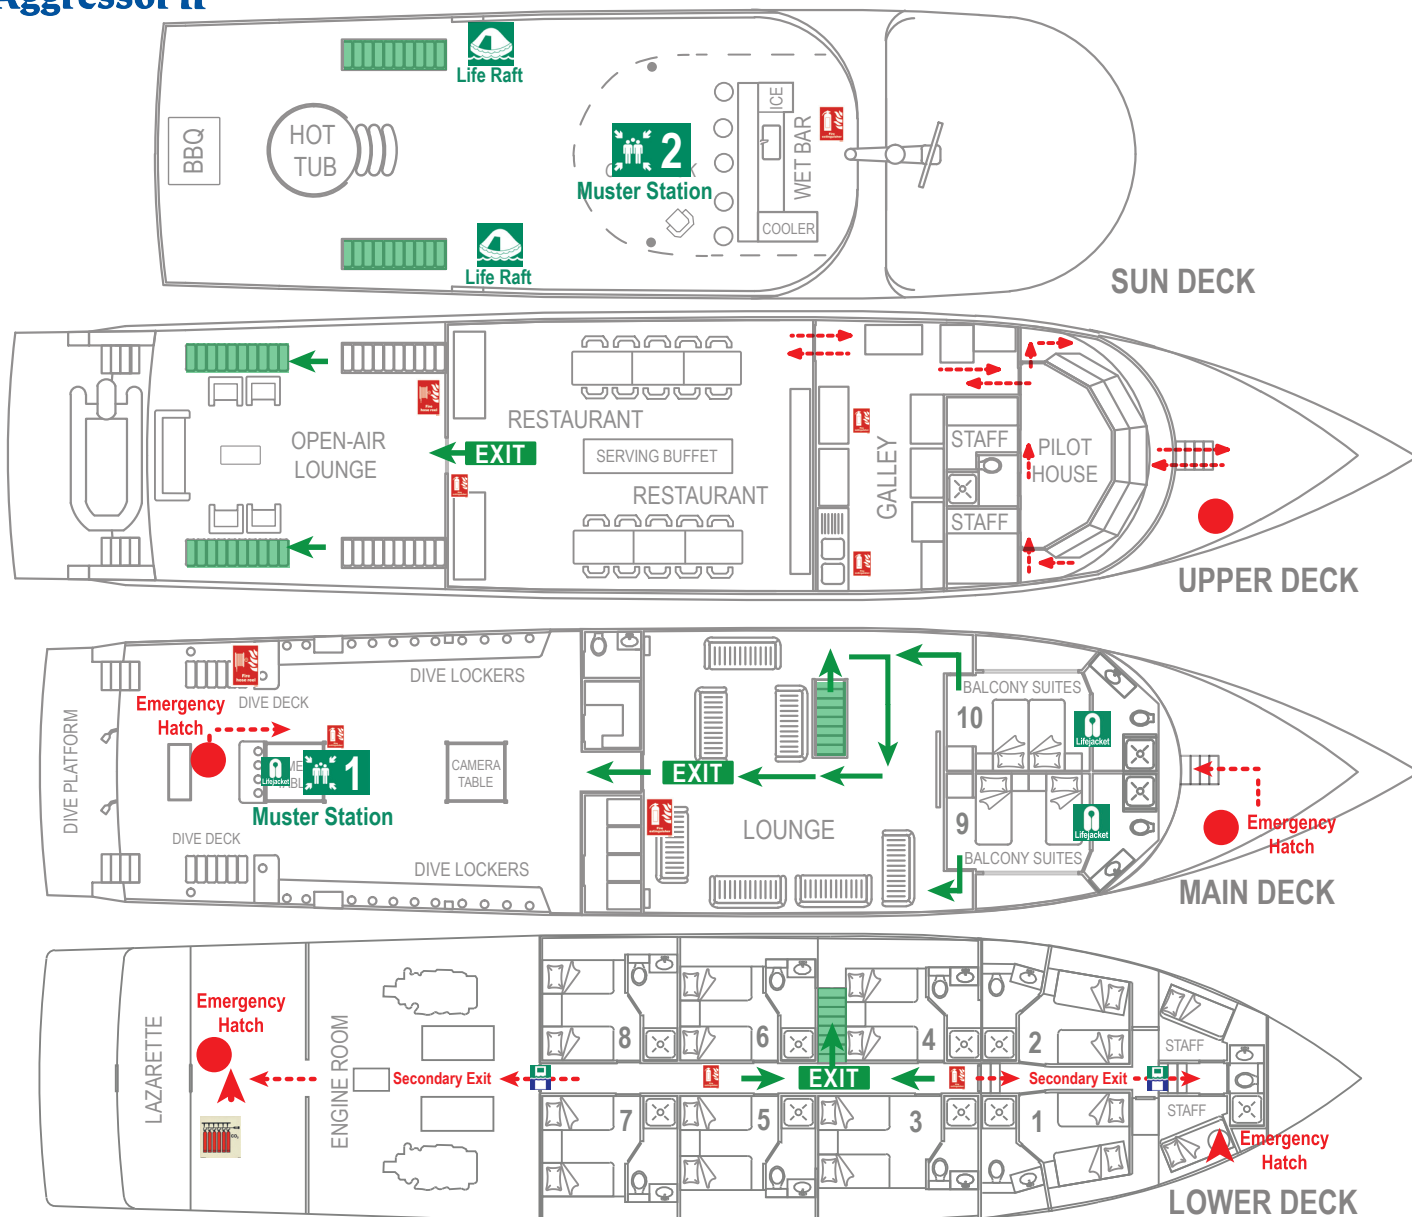 Aggressor II
Life Raft
BBQ
HOT
TUB
2
Muster Station
ICE
WET BAR
COOLER
Life Raft
SUN DECK
OPEN-AIR
LOUNGE
EXIT
RESTAURANT
SERVING BUFFET
RESTAURANT
GALLEY
STAFF
STAFF
PILOT
HOUSE
UPPER DECK
DIVE PLATFORM
Emergency
Hatch
DIVE DECK
DIVE LOCKERS
Lifejacket
1
Muster Station
CAMERA
TABLE
DIVE DECK
DIVE LOCKERS
EXIT
LOUNGE
BALCONY SUITES
10
Lifejacket
9
Lifejacket
BALCONY SUITES
Emergency
Hatch
MAIN DECK
LAZARETTE
Emergency
Hatch
ENGINE ROOM
Secondary Exit
8
6
4
2
EXIT
Secondary Exit
STAFF
7
5
3
1
STAFF
Emergency
Hatch
LOWER DECK